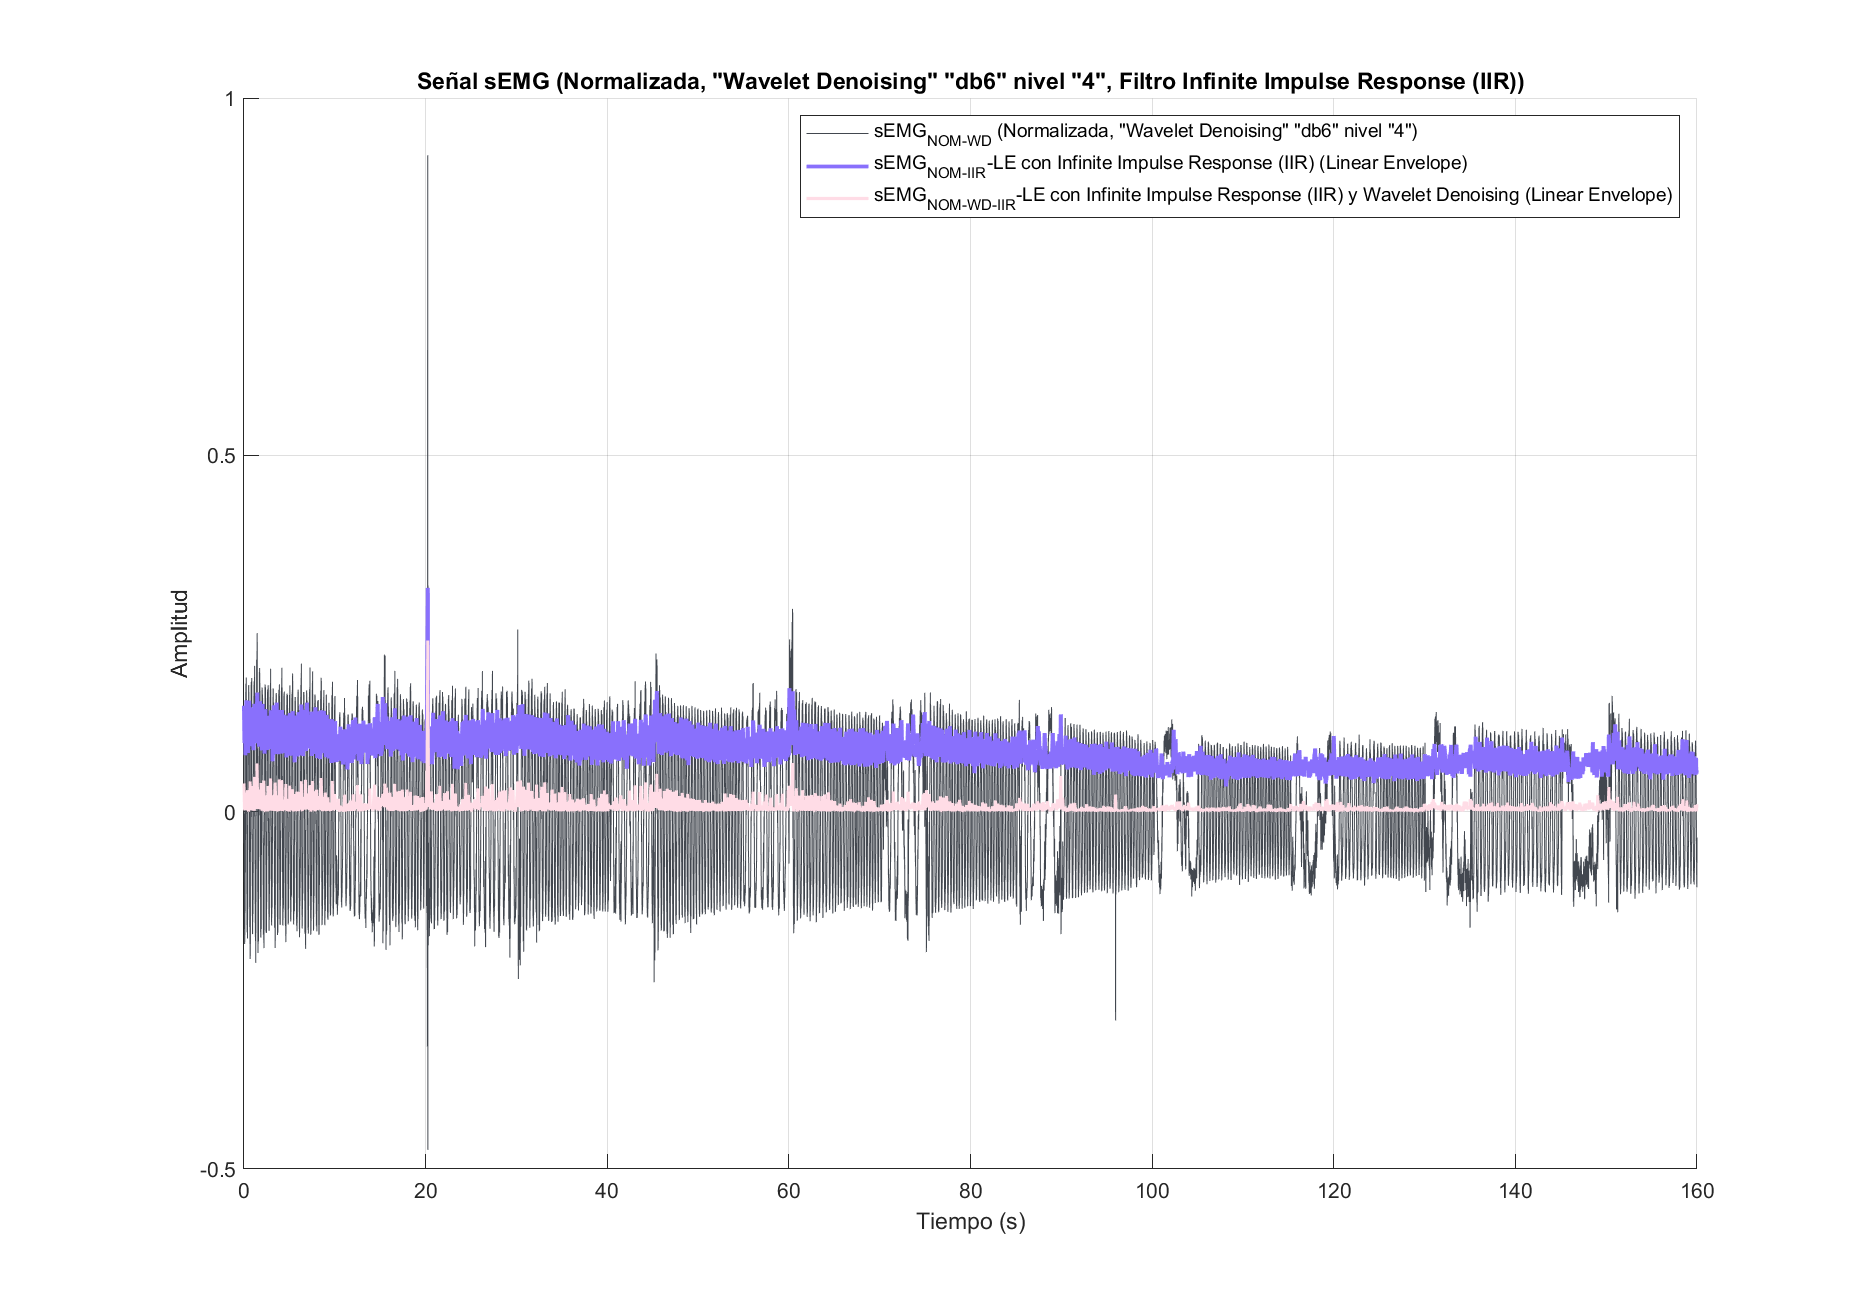 Señal sEMG (Normalizada, "Wavelet Denoising" "db6" nivel "4", Filtro Infinite Impulse Response (IIR))
sEMG_NOM-WD (Normalizada, "Wavelet Denoising" "db6" nivel "4")
sEMG_NOM-IIR-LE con Infinite Impulse Response (IIR) (Linear Envelope)
sEMG_NOM-WD-IIR-LE con Infinite Impulse Response (IIR) y Wavelet Denoising (Linear Envelope)
1
0.5
0
-0.5
Amplitud
0 20 40 60 80 100 120 140 160
Tiempo (s)